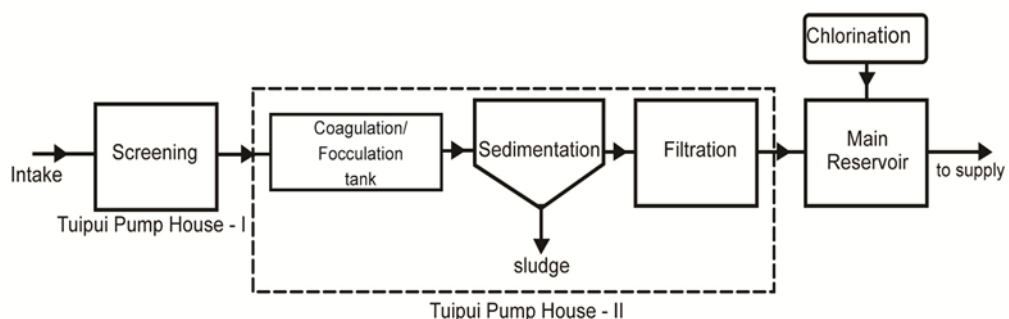 Chlorination
Intake
Screening
Tuipui Pump House - I
Coagulation/
Focculation
tank
Sedimentation
sludge
Filtration
Tuipui Pump House - II
Main
Reservoir
to supply